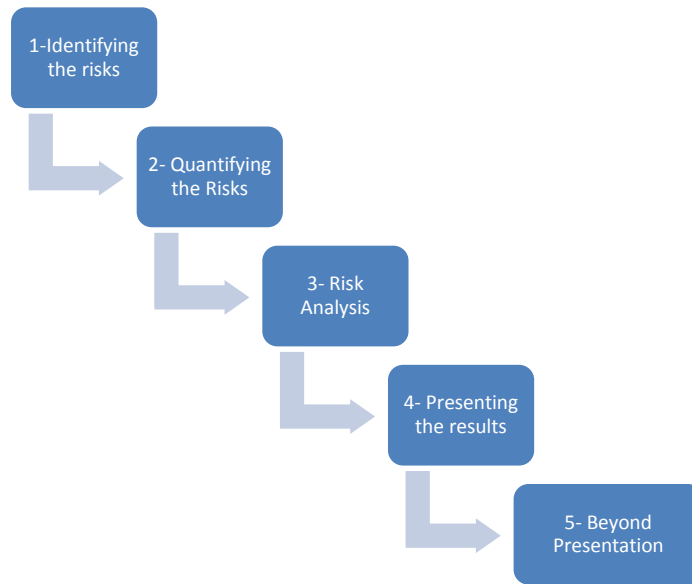 1-Identifying
the risks
2- Quantifying
the Risks
3- Risk
Analysis
4- Presenting
the results
5- Beyond
Presentation